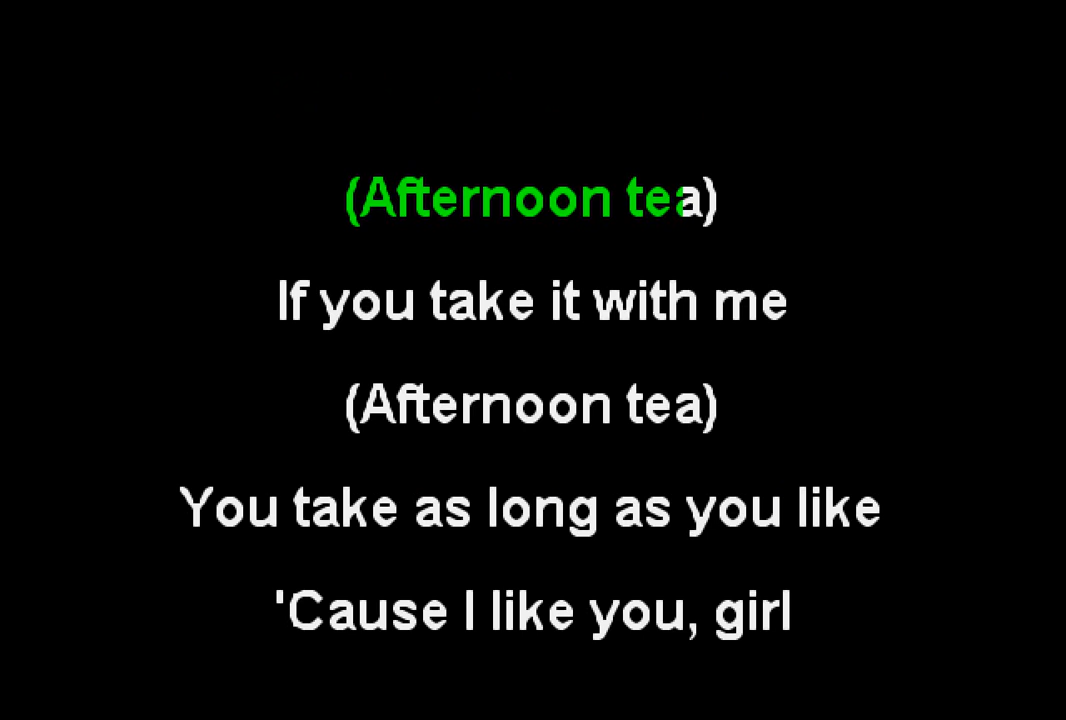 (Afternoon tea)
If you take it with me
(Afternoon tea)
You take as long as you like
'Cause I like you, girl